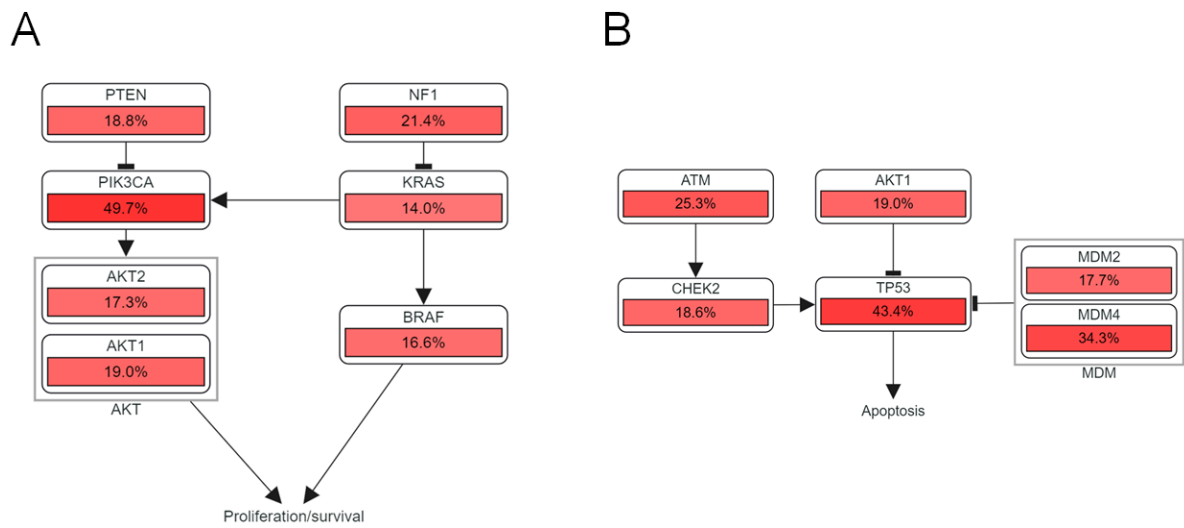 A
PTEN
18.8%
NF1
21.4%
PIK3CA
49.7%
KRAS
14.0%
AKT2
17.3%
AKT1
19.0%
AKT
BRAF
16.6%
Proliferation/survival
B
ATM
25.3%
AKT1
19.0%
CHEK2
18.6%
TP53
43.4%
MDM2
17.7%
MDM4
34.3%
MDM
Apoptosis